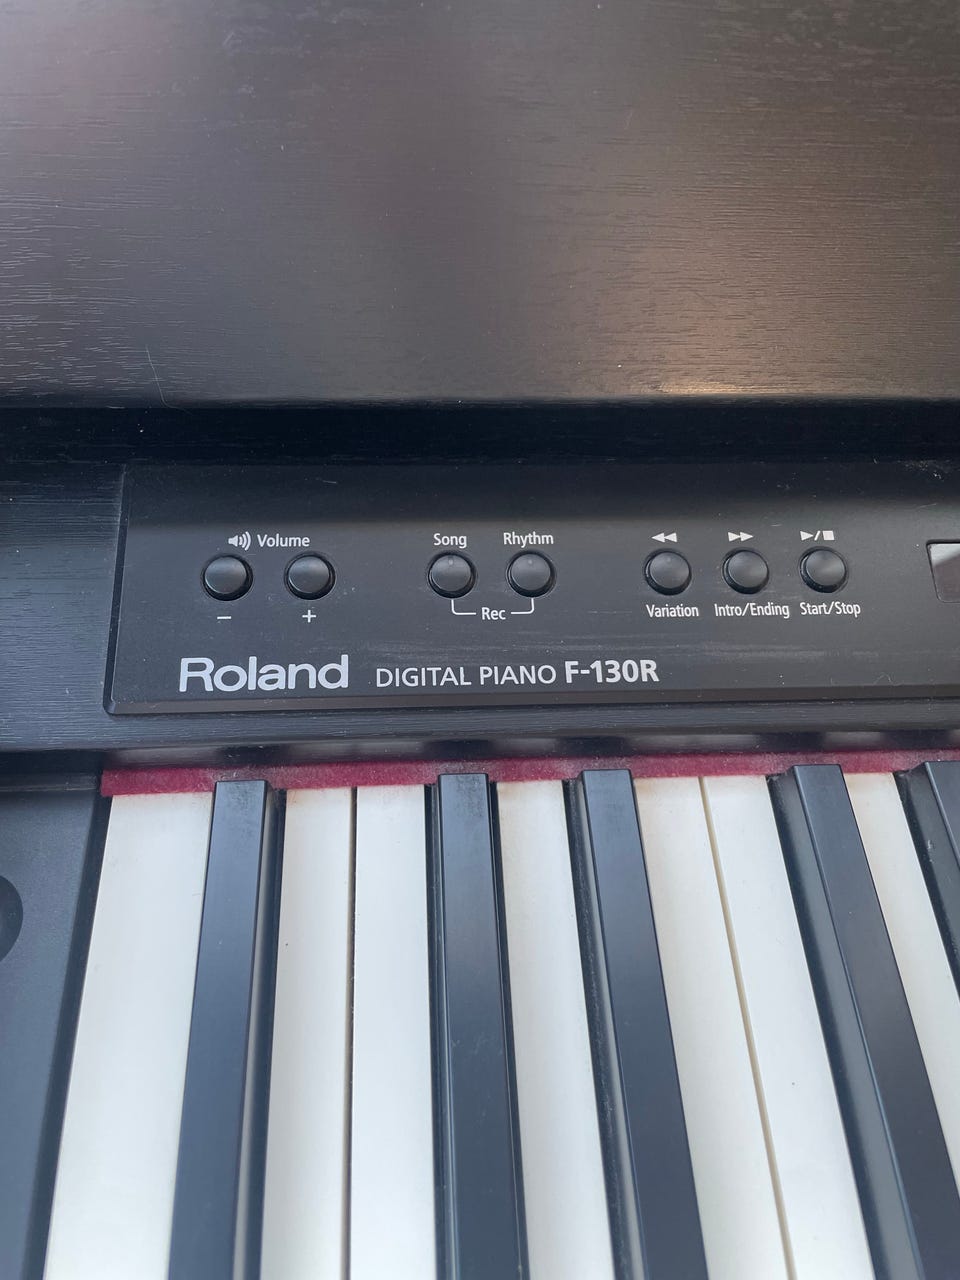 Volume
Song Rhythm
− +
Rec
Variation Intro/Ending Start/Stop
Roland DIGITAL PIANO F-130R